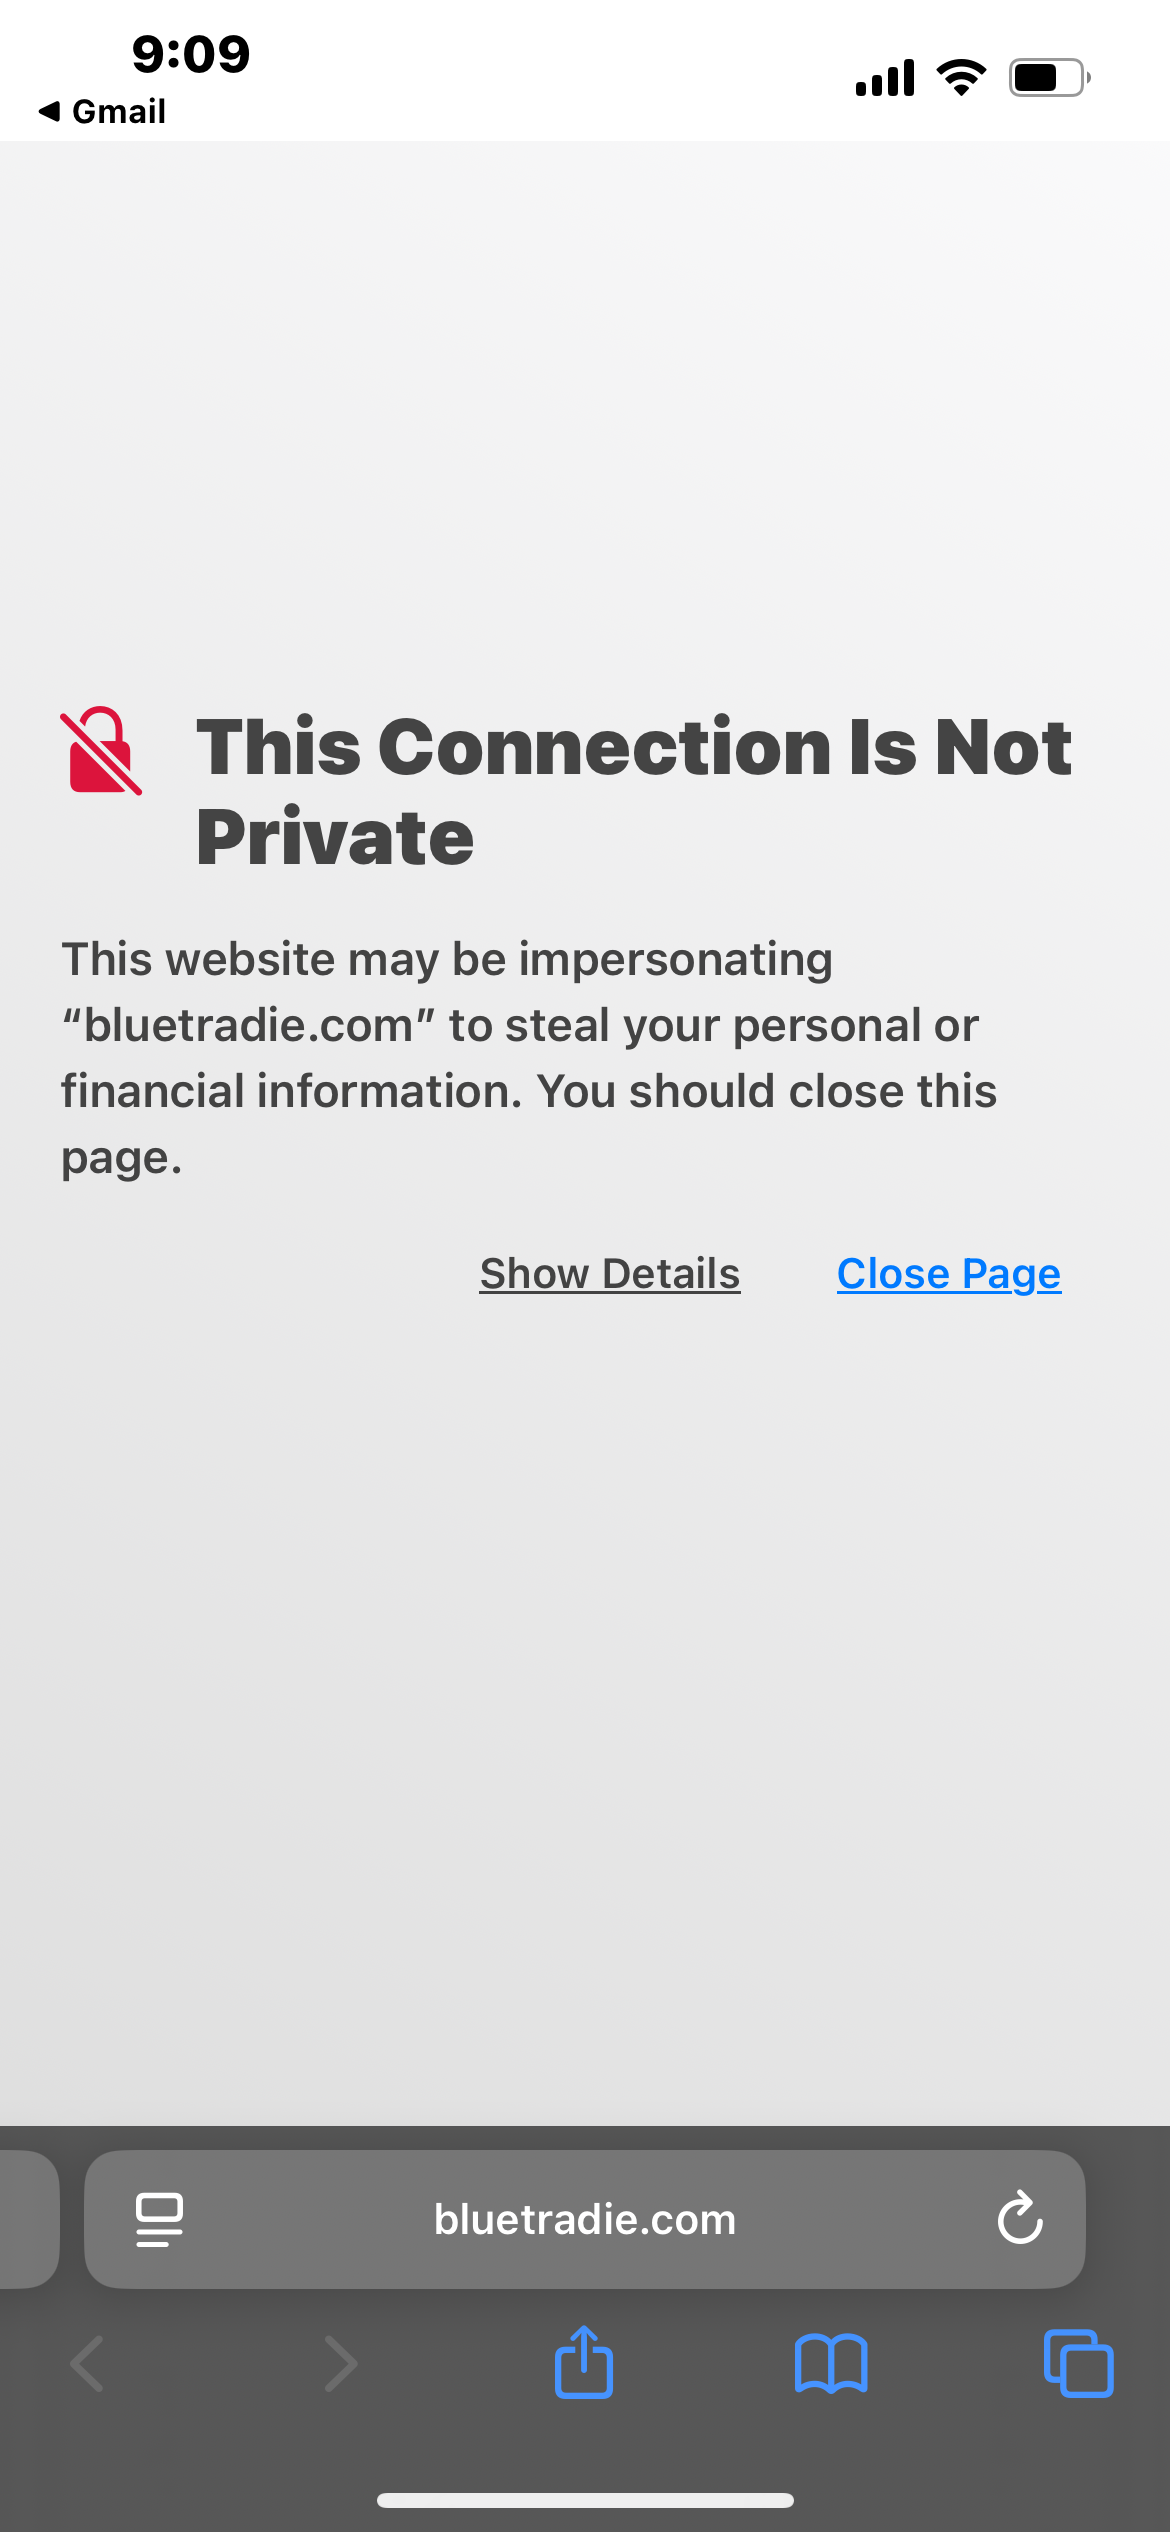 9:09
◀ Gmail
This Connection Is Not
Private
This website may be impersonating
“bluetradie.com” to steal your personal or
financial information. You should close this
page.
Show Details
Close Page
bluetradie.com